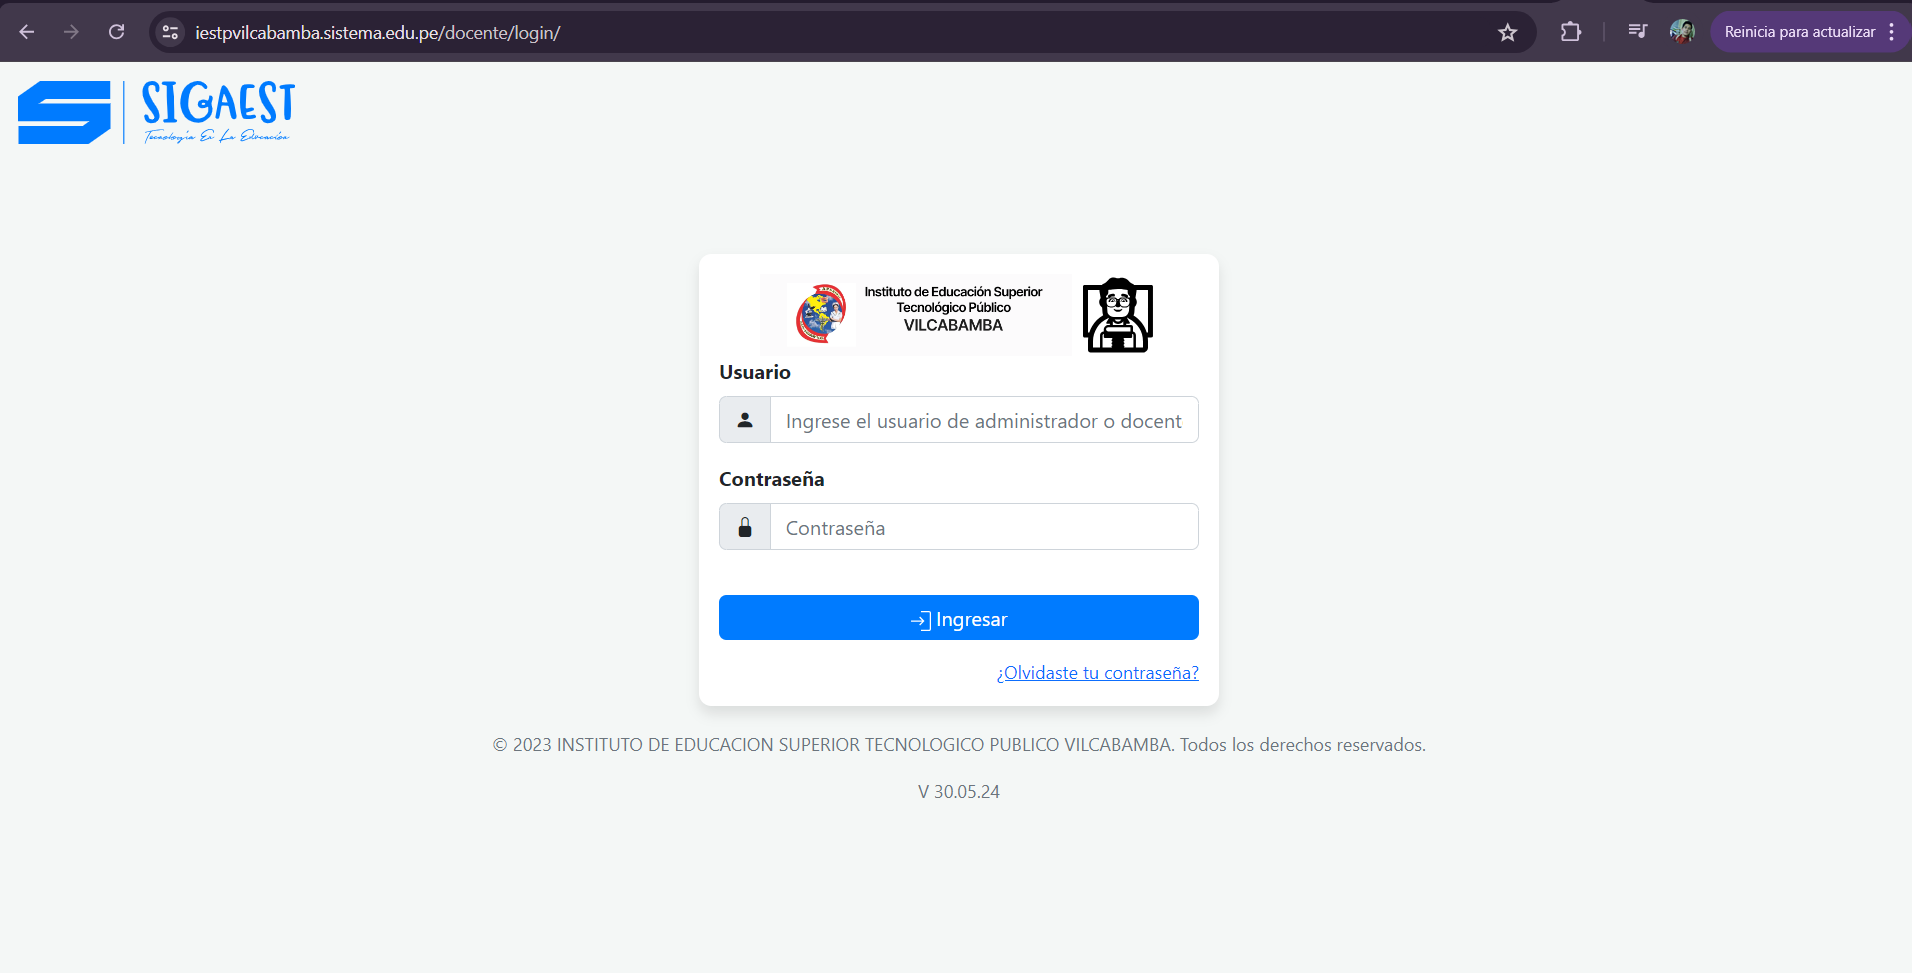 iestpvilcabamba.sistema.edu.pe/docente/login/
Reinicia para actualizar
SIGAEST
Tecnología En La Educación
Instituto de Educación Superior
Tecnológico Público
VILCABAMBA
Usuario
Ingrese el usuario de administrador o docent
Contraseña
Contraseña
Ingresar
¿Olvidaste tu contraseña?
© 2023 INSTITUTO DE EDUCACION SUPERIOR TECNOLOGICO PUBLICO VILCABAMBA. Todos los derechos reservados.
V 30.05.24